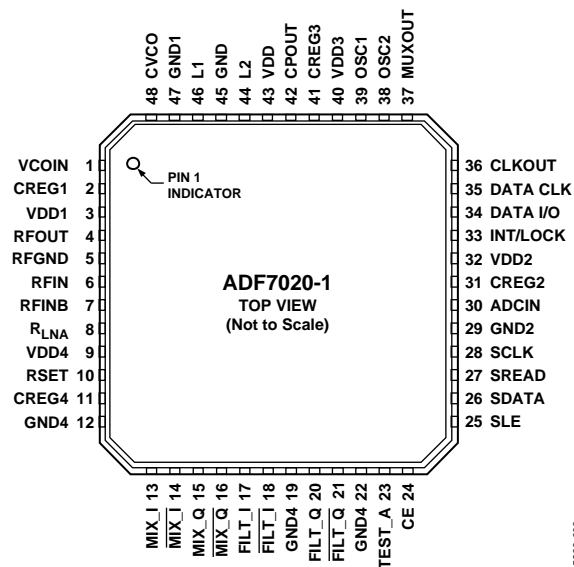 48 CVCO
47 GND1
46 L1
45 GND
44 L2
43 VDD
42 CPOUT
41 CREG3
40 VDD3
39 OSC1
38 OSC2
37 MUXOUT
VCOIN 1
CREG1 2
VDD1 3
RFOUT 4
RFGND 5
RFIN 6
RFINB 7
RLNA 8
VDD4 9
RSET 10
CREG4 11
GND4 12
PIN 1
INDICATOR
ADF7020-1
TOP VIEW
(Not to Scale)
36 CLKOUT
35 DATA CLK
34 DATA I/O
33 INT/LOCK
32 VDD2
31 CREG2
30 ADCIN
29 GND2
28 SCLK
27 SREAD
26 SDATA
25 SLE
MIX_I 13
MIX_I 14
MIX_Q 15
MIX_Q 16
FILT_I 17
FILT_I 18
GND4 19
FILT_Q 20
FILT_Q 21
GND4 22
TEST_A 23
CE 24